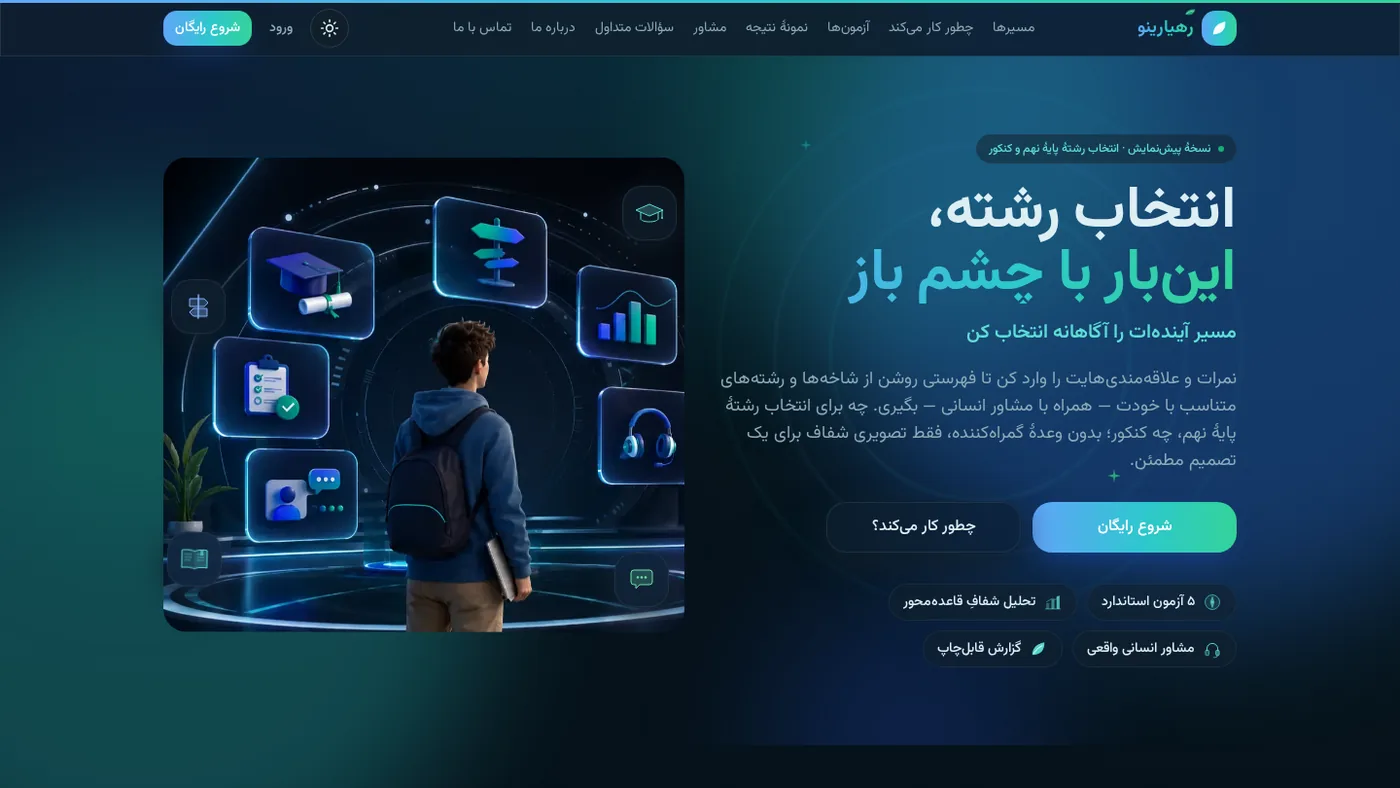 رهیارینو
مسیرها
چطور کار می‌کند
آزمون‌ها
نمونهٔ نتیجه
مشاور
سؤالات متداول
درباره ما
تماس با ما
ورود
شروع رایگان
نسخهٔ پیش‌نمایش · انتخاب رشتهٔ پایهٔ نهم و کنکور
انتخاب رشته،
این‌بار با چشم باز
مسیر آینده‌ات را آگاهانه انتخاب کن
نمرات و علاقه‌مندی‌هایت را وارد کن تا فهرستی روشن از شاخه‌ها و رشته‌های
متناسب با خودت — همراه با مشاور انسانی — بگیری. چه برای انتخاب رشتهٔ
پایهٔ نهم، چه کنکور؛ بدون وعدهٔ گمراه‌کننده، فقط تصویری شفاف برای یک
تصمیم مطمئن.
شروع رایگان
چطور کار می‌کند؟
۵ آزمون استاندارد
تحلیل شفافِ قاعده‌محور
مشاور انسانی واقعی
گزارش قابل‌چاپ